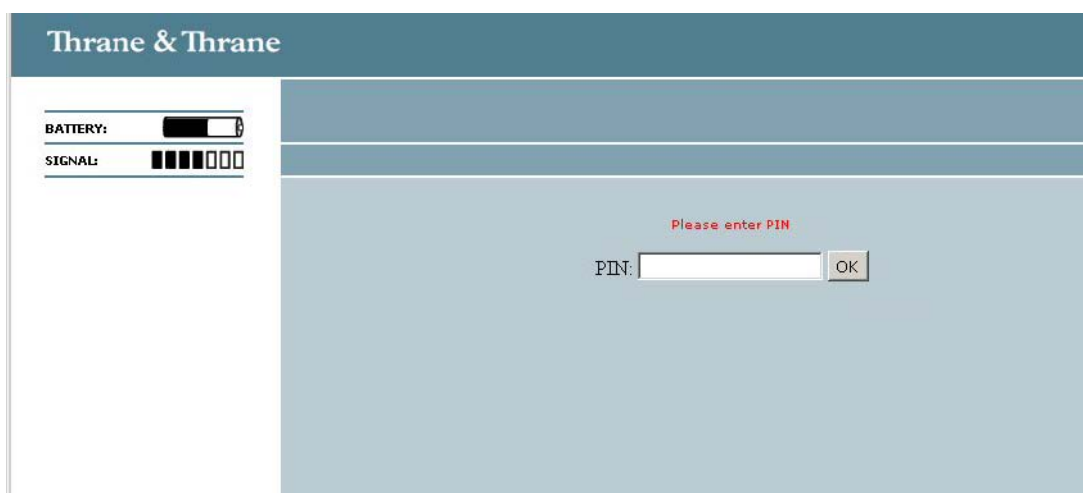 Thrane & Thrane
BATTERY:
SIGNAL:
Please enter PIN
PIN:
OK